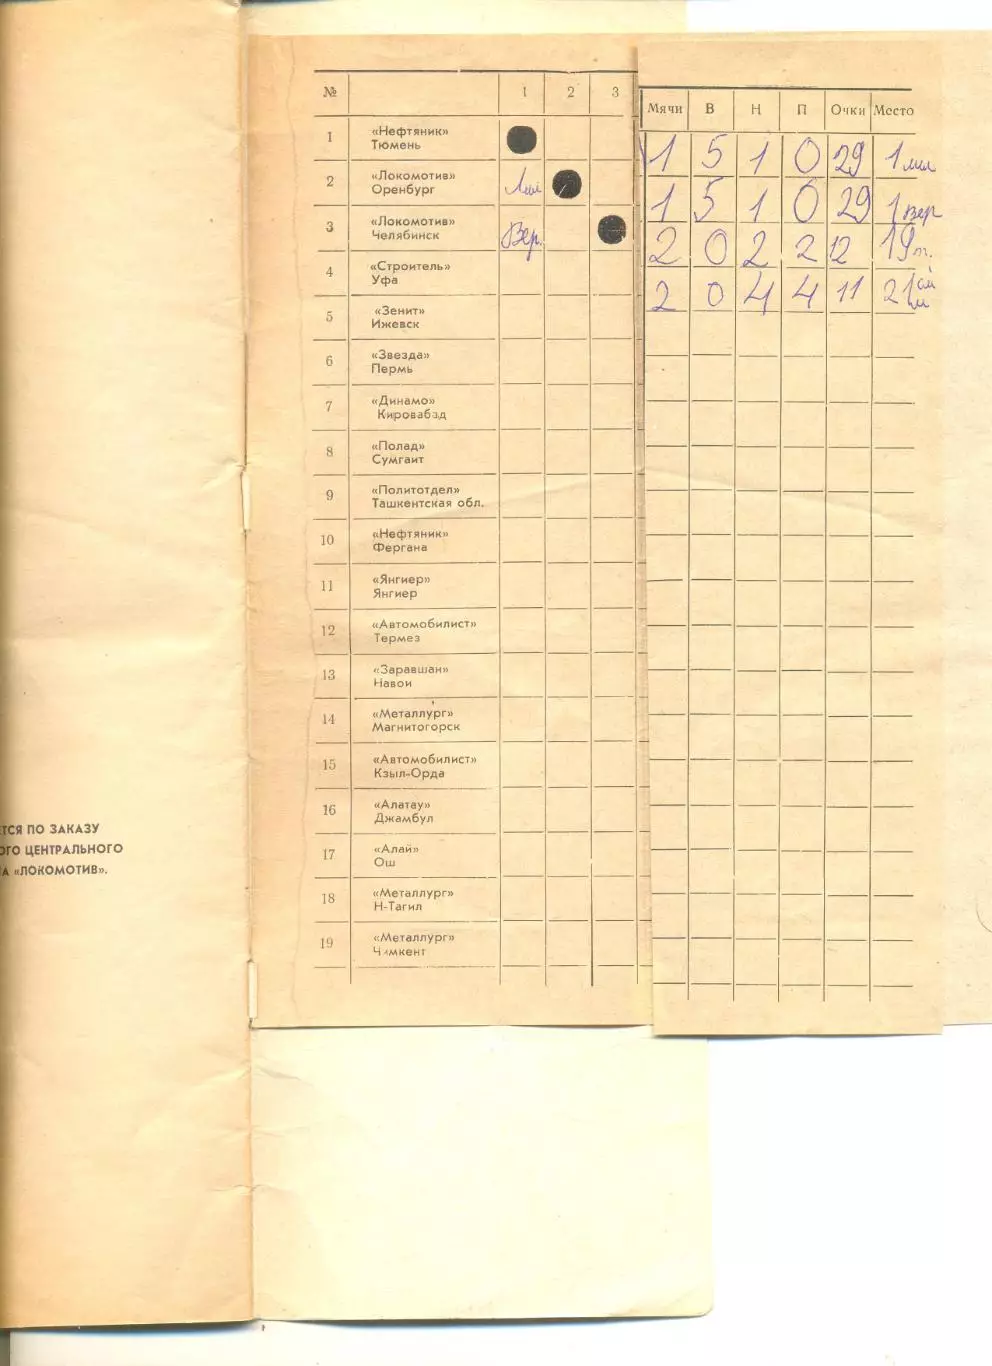 № 1 2 3 Мячи В Н П Очки Место
1 «Нефтяник» 1 5 1 0 29 1
Тюмень
2 «Локомотив» 1 5 1 0 29 1 вер
Оренбург
3 «Локомотив» Вер. 2 0 2 2 12 19
Челябинск
4 «Строитель» 2 0 4 4 11 21
Уфа
5 «Зенит»
Ижевск
6 «Звезда»
Пермь
7 «Динамо»
Кировабад
8 «Полад»
Сумгаит
9 «Политотдел»
Ташкентская обл.
10 «Нефтяник»
Фергана
11 «Янгиер»
Янгиер
12 «Автомобилист»
Термез
13 «Заравшан»
Навои
14 «Металлург»
Магнитогорск
15 «Автомобилист»
Кзыл-Орда
16 «Алатау»
Джамбул
17 «Алай»
Ош
18 «Металлург»
Н-Тагил
19 «Металлург»
Чимкент
ЕТСЯ ПО ЗАКАЗУ
ОГО ЦЕНТРАЛЬНОГО
А «ЛОКОМОТИВ».